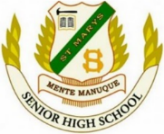 ST MARYS
MENTE MANUQUE
SENIOR HIGH SCHOOL